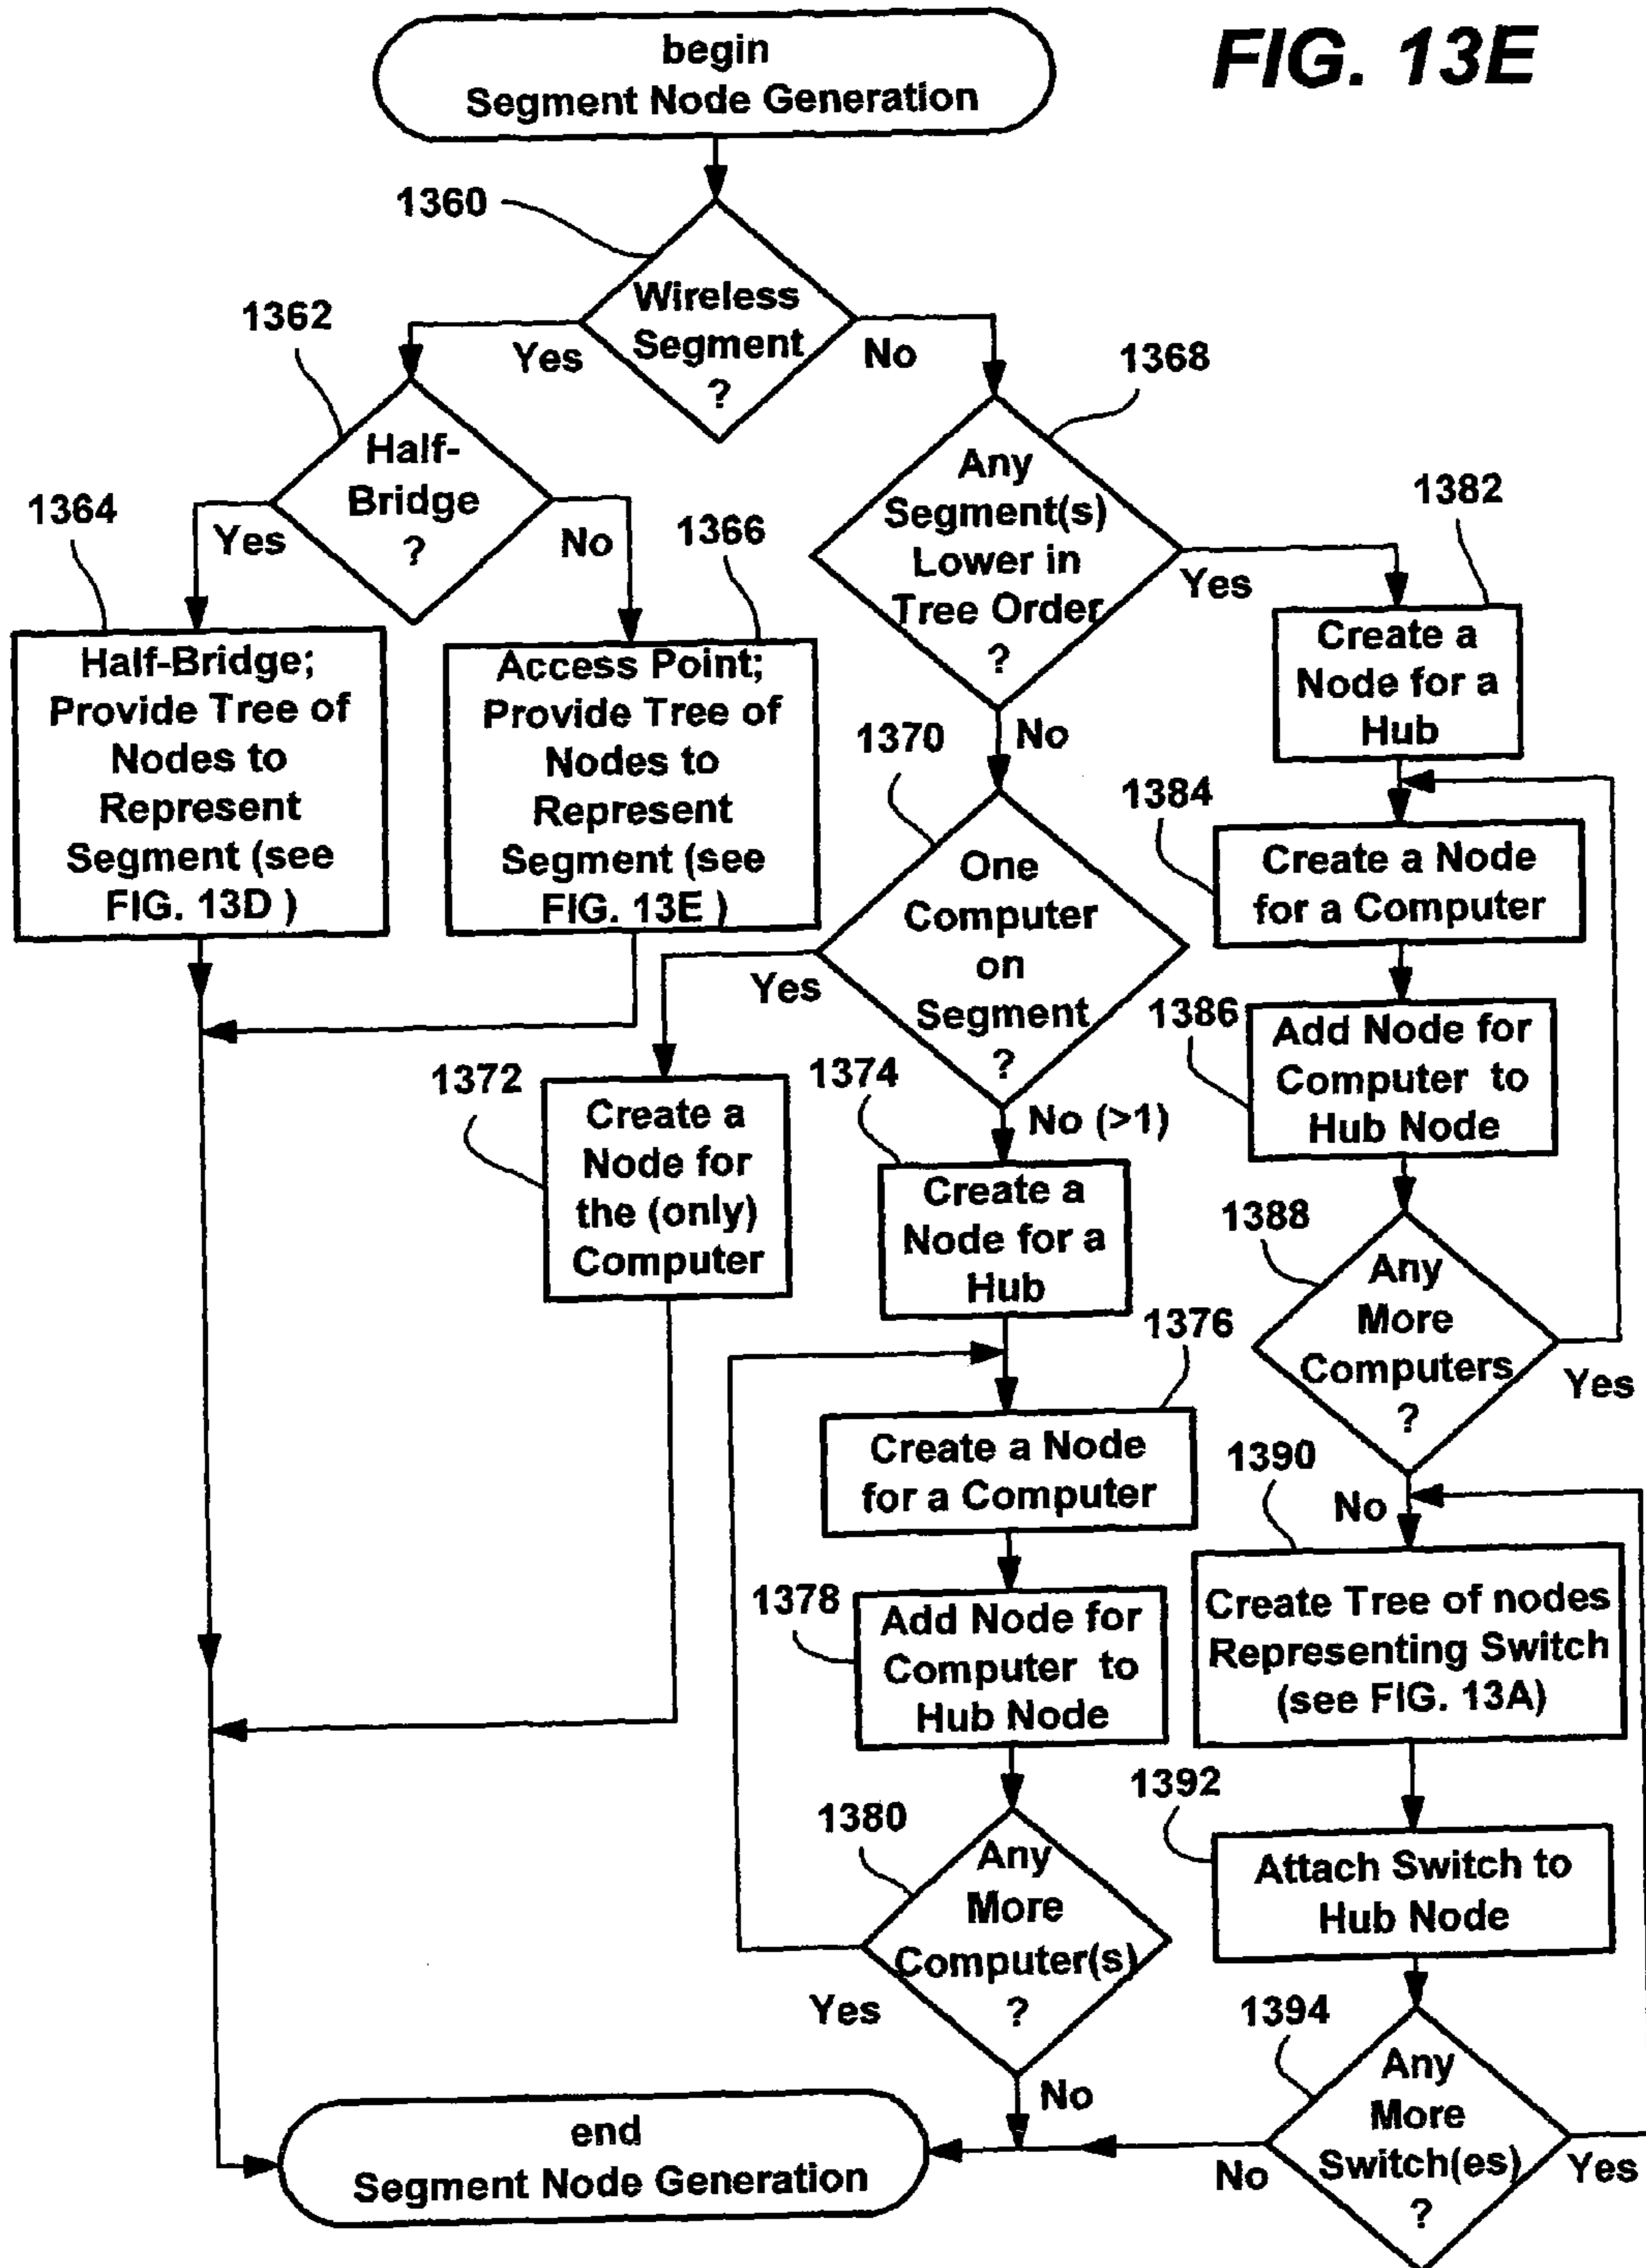 FIG. 13E
begin
Segment Node Generation
1360
Wireless
Segment
?
Yes
No
1362
Half-
Bridge
?
Yes
No
1364
Half-Bridge;
Provide Tree of
Nodes to
Represent
Segment (see
FIG. 13D )
1366
Access Point;
Provide Tree of
Nodes to
Represent
Segment (see
FIG. 13E )
1368
Any
Segment(s)
Lower in
Tree Order
?
Yes
No
1370
One
Computer
on
Segment
?
Yes
No (>1)
1372
Create a
Node for
the (only)
Computer
1374
Create a
Node for a
Hub
1376
Create a Node
for a Computer
1378
Add Node for
Computer to
Hub Node
1380
Any
More
Computer(s)
?
Yes
No
1382
Create a
Node for a
Hub
1384
Create a Node
for a Computer
1386
Add Node for
Computer to
Hub Node
1388
Any
More
Computers
?
Yes
No
1390
Create Tree of nodes
Representing Switch
(see FIG. 13A)
1392
Attach Switch to
Hub Node
1394
Any
More
Switch(es)
?
No
Yes
end
Segment Node Generation